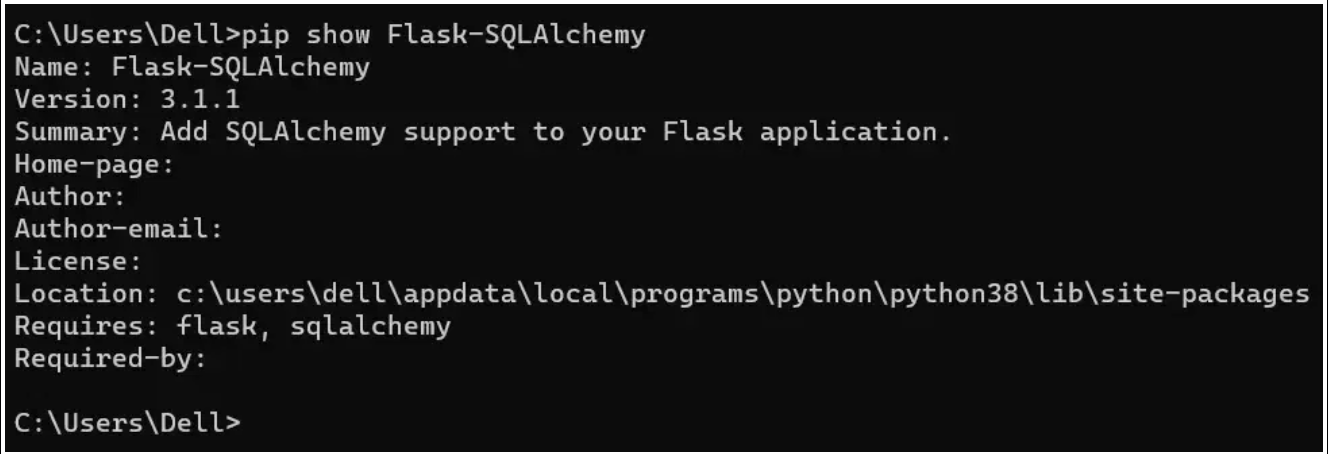 C:\Users\Dell>pip show Flask-SQLAlchemy
Name: Flask-SQLAlchemy
Version: 3.1.1
Summary: Add SQLAlchemy support to your Flask application.
Home-page:
Author:
Author-email:
License:
Location: c:\users\dell\appdata\local\programs\python\python38\lib\site-packages
Requires: flask, sqlalchemy
Required-by:
C:\Users\Dell>